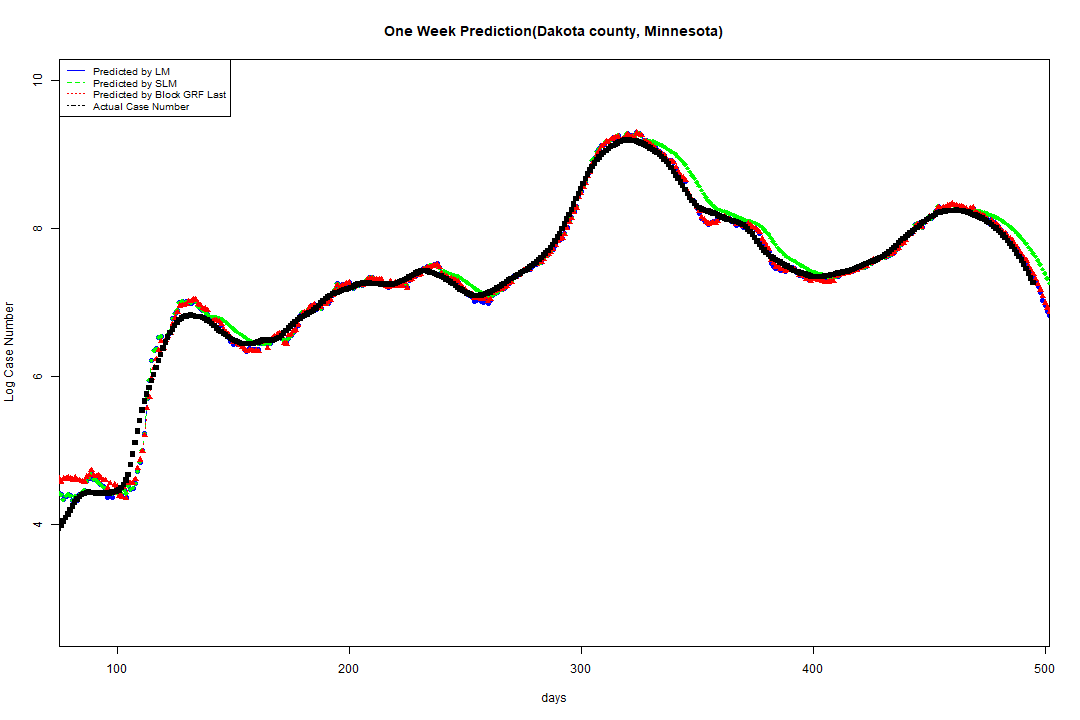 One Week Prediction(Dakota county, Minnesota)
Predicted by LM
Predicted by SLM
Predicted by Block GRF Last
Actual Case Number
10
8
6
4
Log Case Number
100 200 300 400 500
days